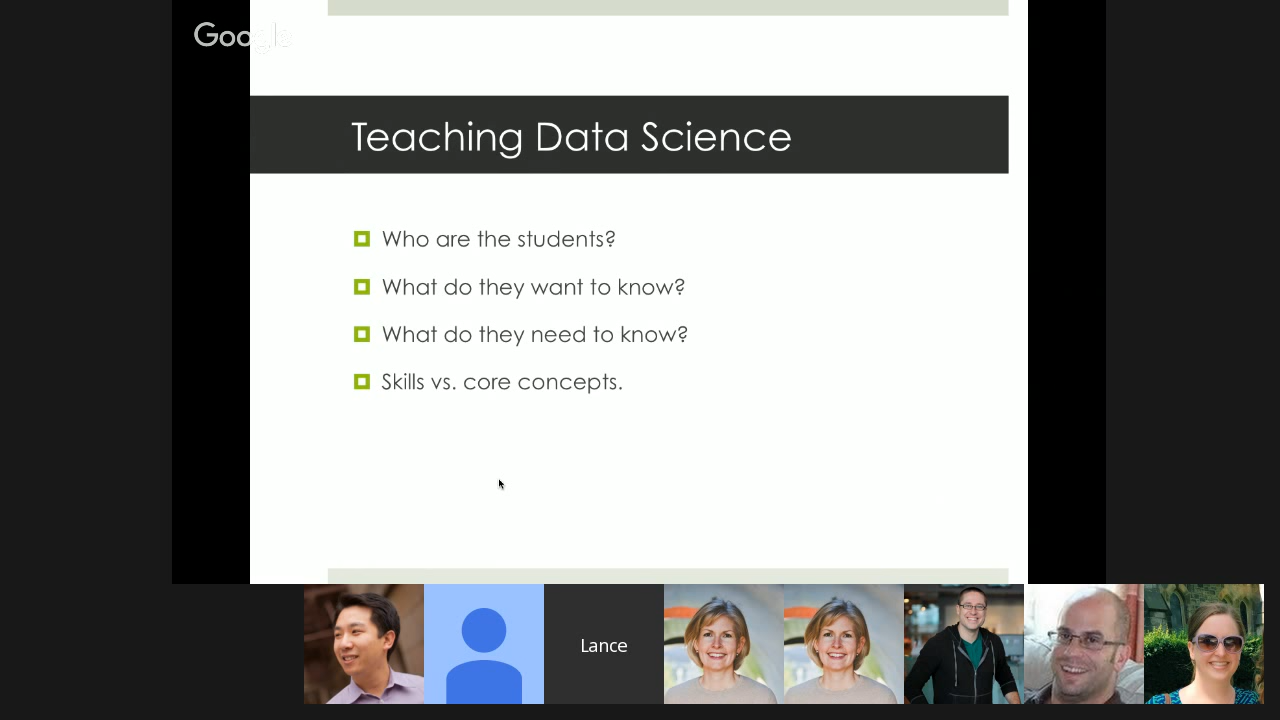 Google
Teaching Data Science
Who are the students?
What do they want to know?
What do they need to know?
Skills vs. core concepts.
Lance